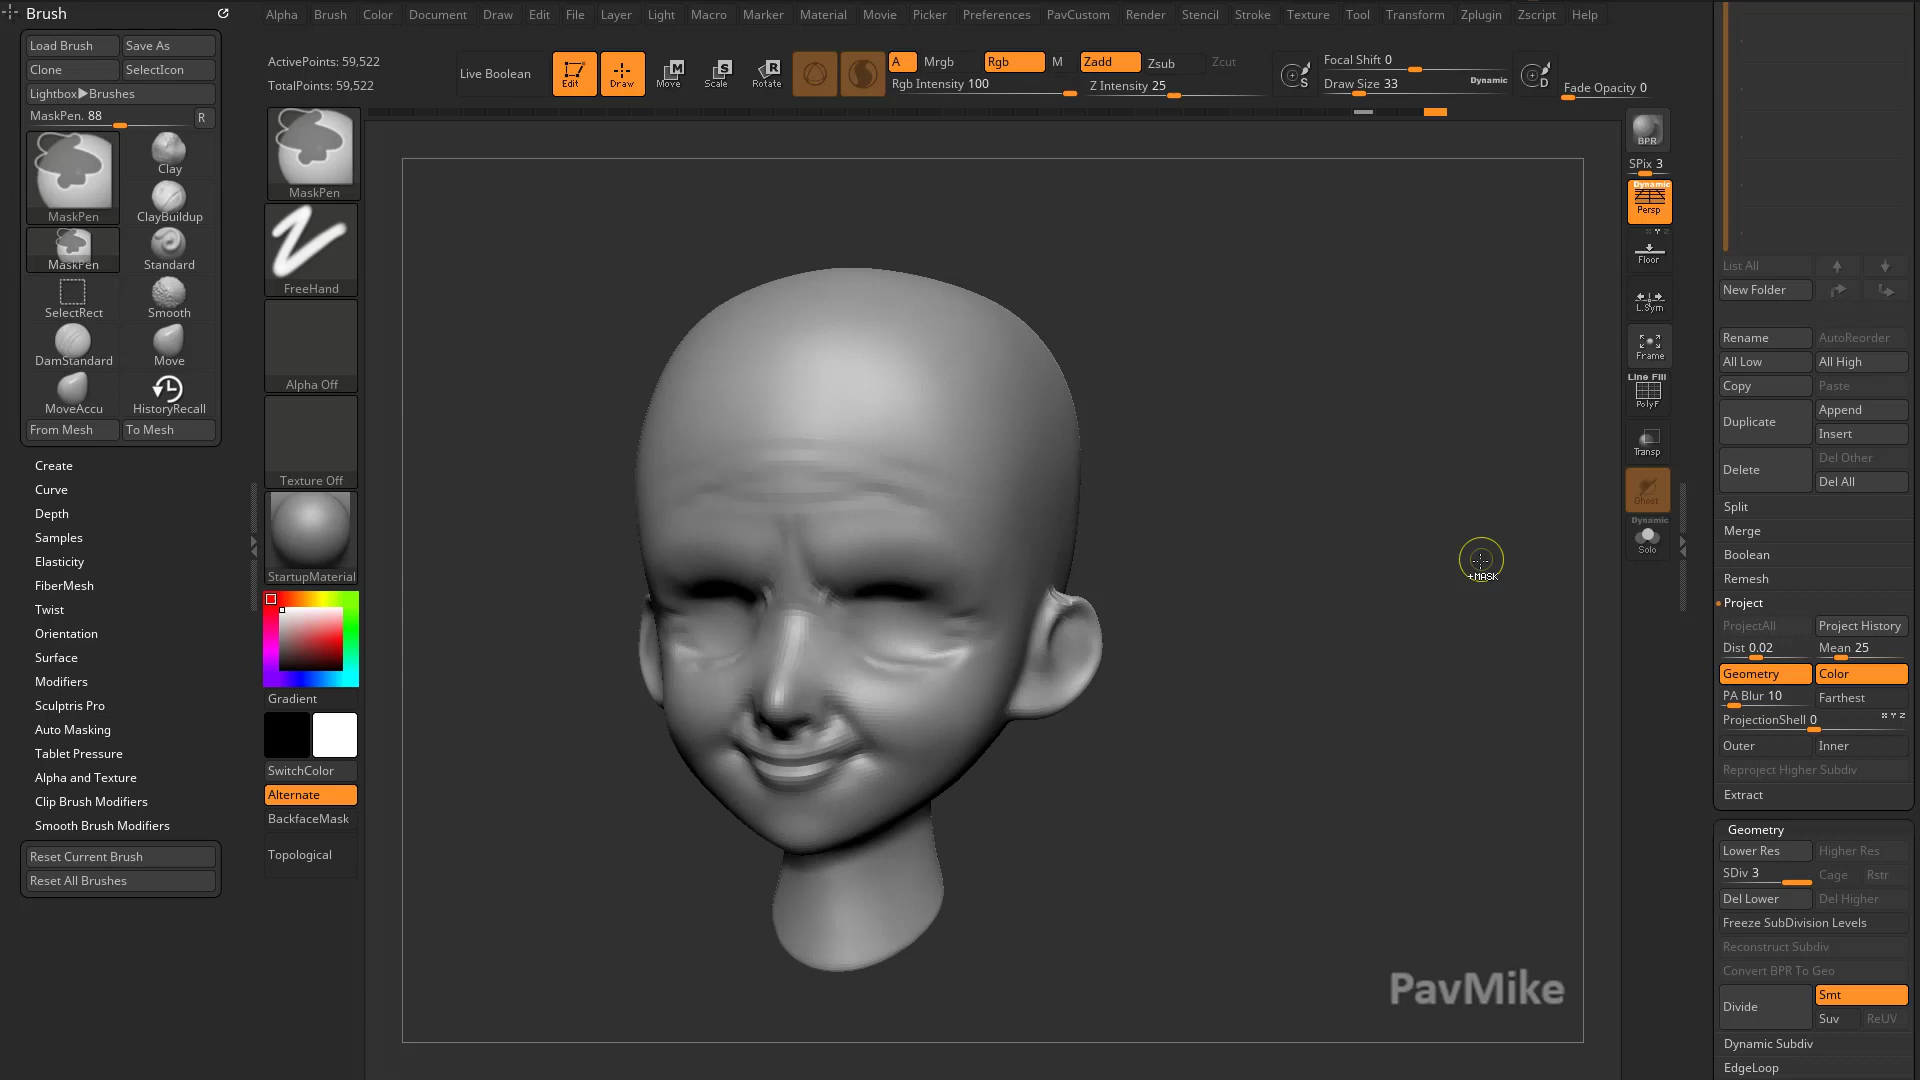 Brush
Alpha Brush Color Document Draw Edit File Layer Light Macro Marker Material Movie Picker Preferences PavCustom Render Stencil Stroke Texture Tool Transform Zplugin Zscript Help
Load Brush Save As
Clone SelectIcon
Lightbox▶Brushes
MaskPen. 88 R
MaskPen
Clay
ClayBuildup
MaskPen
Standard
SelectRect
Smooth
DamStandard
Move
MoveAccu
HistoryRecall
From Mesh To Mesh
Create
Curve
Depth
Samples
Elasticity
FiberMesh
Twist
Orientation
Surface
Modifiers
Sculptris Pro
Auto Masking
Tablet Pressure
Alpha and Texture
Clip Brush Modifiers
Smooth Brush Modifiers
Reset Current Brush
Reset All Brushes
ActivePoints: 59,522
TotalPoints: 59,522
Live Boolean
Edit
Draw
Move
Scale
Rotate
A Mrgb Rgb M Zadd Zsub Zcut
Rgb Intensity 100 Z Intensity 25
S
Focal Shift 0
Draw Size 33 Dynamic
D
Fade Opacity 0
MaskPen
FreeHand
Alpha Off
Texture Off
StartupMaterial
Gradient
SwitchColor
Alternate
BackfaceMask
Topological
+MASK
PavMike
BPR
SPix 3
Dynamic
Persp
Floor
L.Sym
Frame
Line Fill
PolyF
Transp
Ghost
Dynamic
Solo
List All
New Folder
Rename AutoReorder
All Low All High
Copy Paste
Duplicate
Append
Insert
Delete
Del Other
Del All
Split
Merge
Boolean
Remesh
Project
ProjectAll Project History
Dist 0.02 Mean 25
Geometry Color
PA Blur 10 Farthest
ProjectionShell 0 X Y Z
Outer Inner
Reproject Higher Subdiv
Extract
Geometry
Lower Res Higher Res
SDiv 3 Cage Rstr
Del Lower Del Higher
Freeze SubDivision Levels
Reconstruct Subdiv
Convert BPR To Geo
Divide
Smt
Suv ReUV
Dynamic Subdiv
EdgeLoop